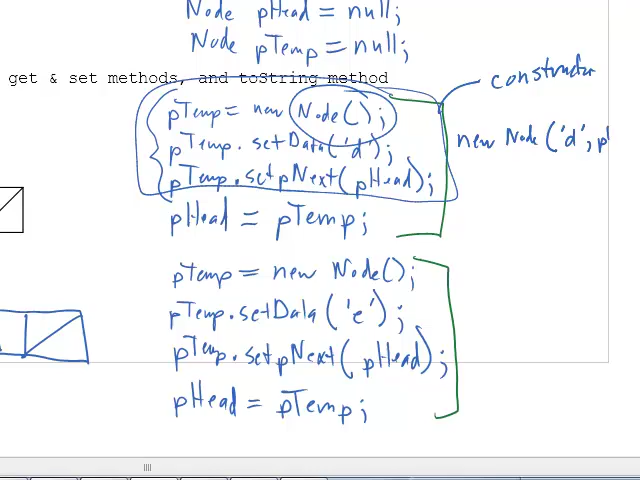 Node pHead = null;
Node pTemp = null;
get & set methods, and toString method
constructor
pTemp = new Node();
pTemp.setData('d');
new Node('d', p
pTemp.setpNext(pHead);
pHead = pTemp;
pTemp = new Node();
pTemp.setData('e');
pTemp.setpNext(pHead);
pHead = pTemp;